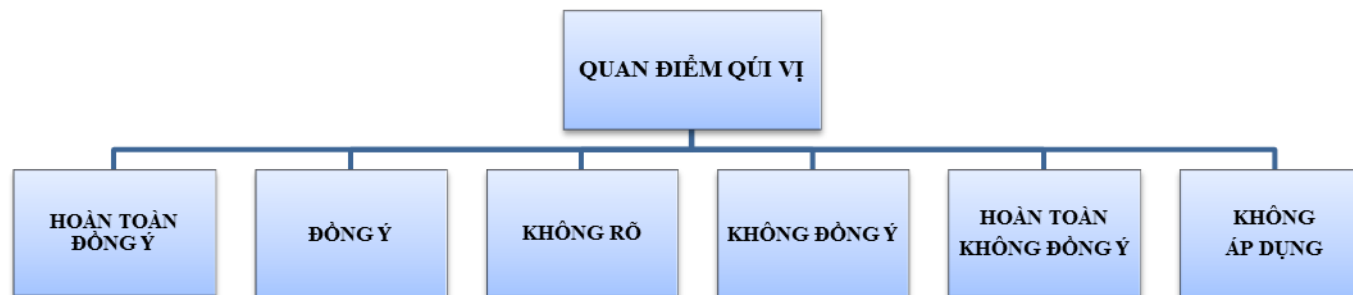 QUAN ĐIỂM QÚI VỊ
HOÀN TOÀN
ĐỒNG Ý
ĐỒNG Ý
KHÔNG RÕ
KHÔNG ĐỒNG Ý
HOÀN TOÀN
KHÔNG ĐỒNG Ý
KHÔNG
ÁP DỤNG